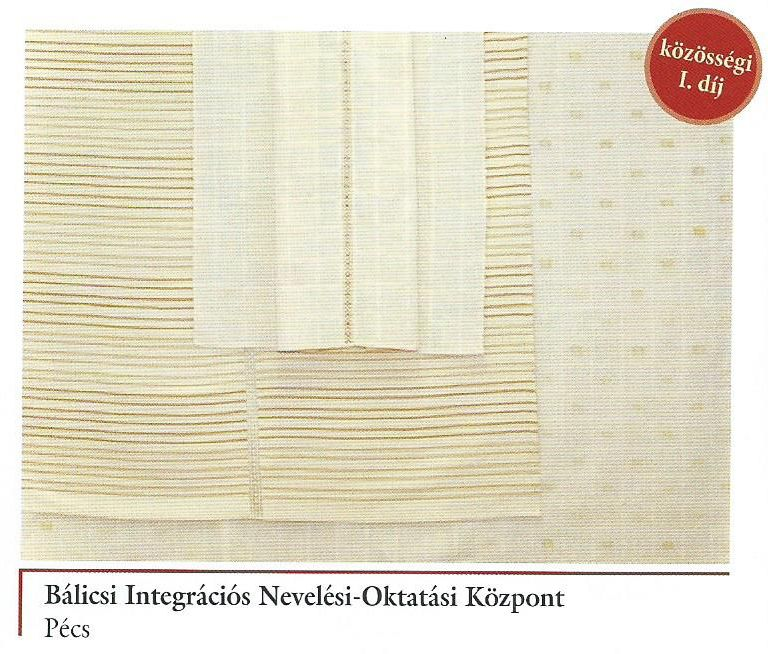 közösségi
I. díj
Bálicsi Integrációs Nevelési-Oktatási Központ
Pécs